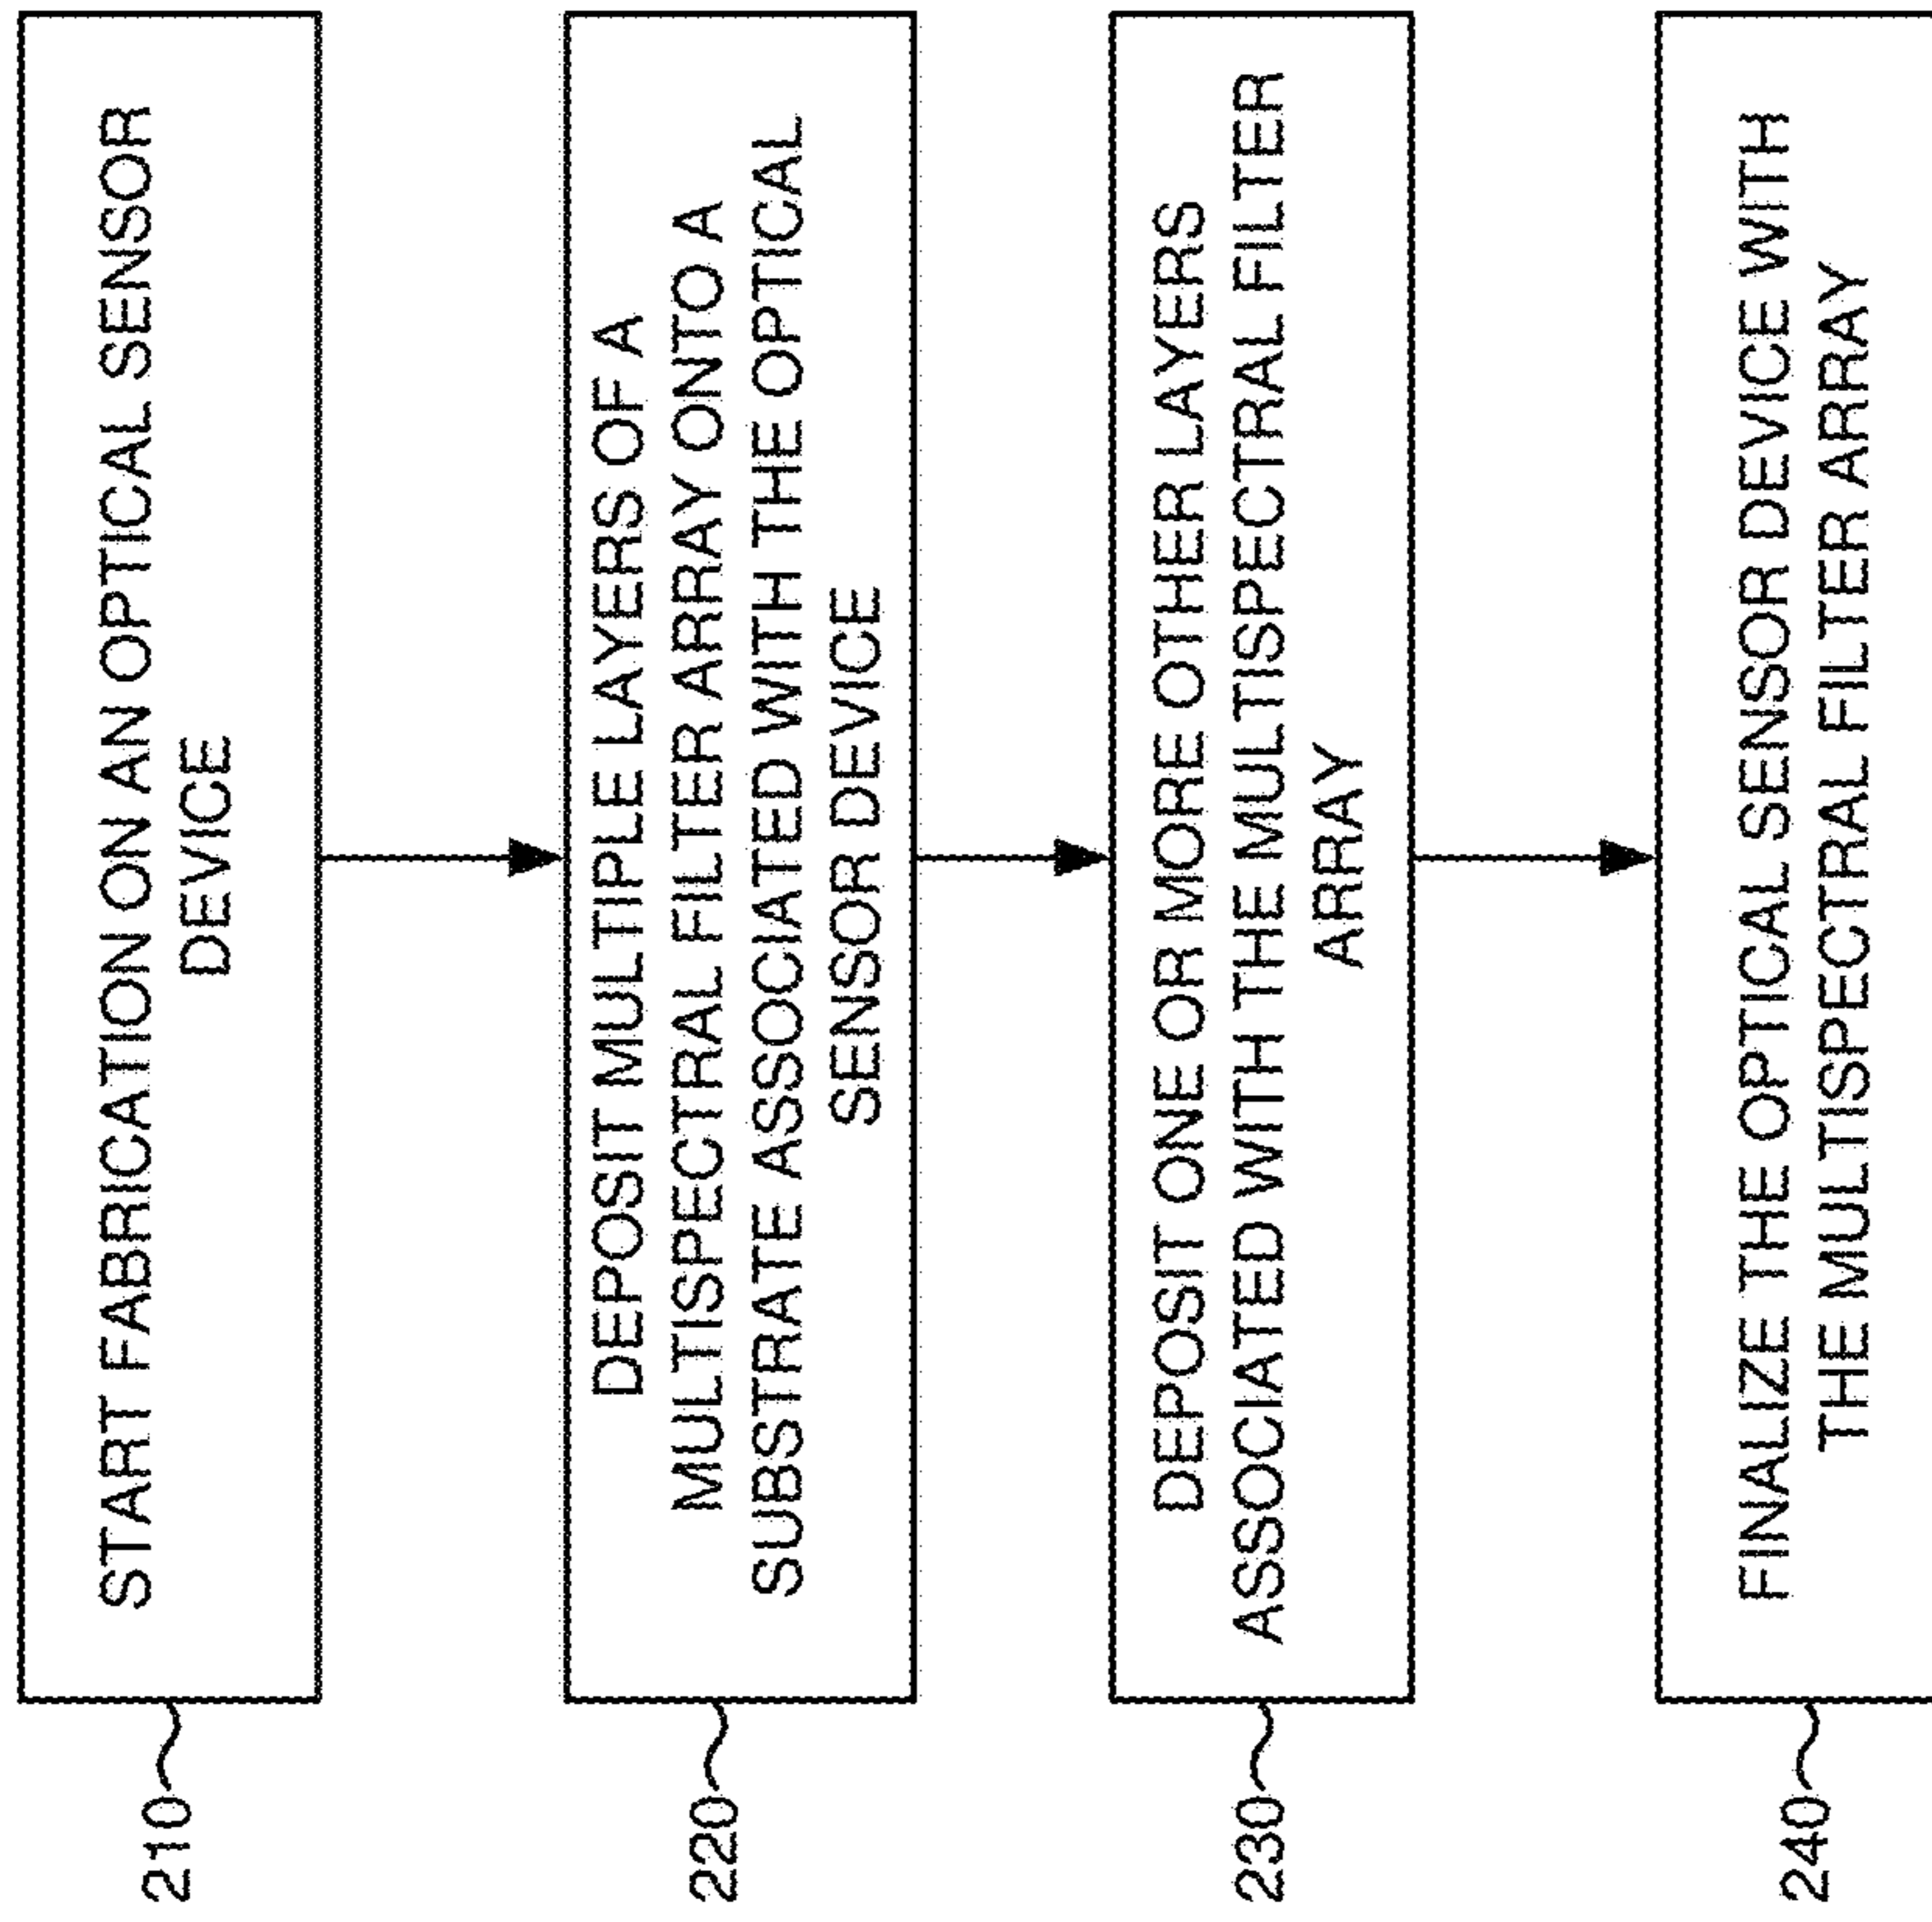 210
START FABRICATION ON AN OPTICAL SENSOR
DEVICE
220
DEPOSIT MULTIPLE LAYERS OF A
MULTISPECTRAL FILTER ARRAY ONTO A
SUBSTRATE ASSOCIATED WITH THE OPTICAL
SENSOR DEVICE
230
DEPOSIT ONE OR MORE OTHER LAYERS
ASSOCIATED WITH THE MULTISPECTRAL FILTER
ARRAY
240
FINALIZE THE OPTICAL SENSOR DEVICE WITH
THE MULTISPECTRAL FILTER ARRAY